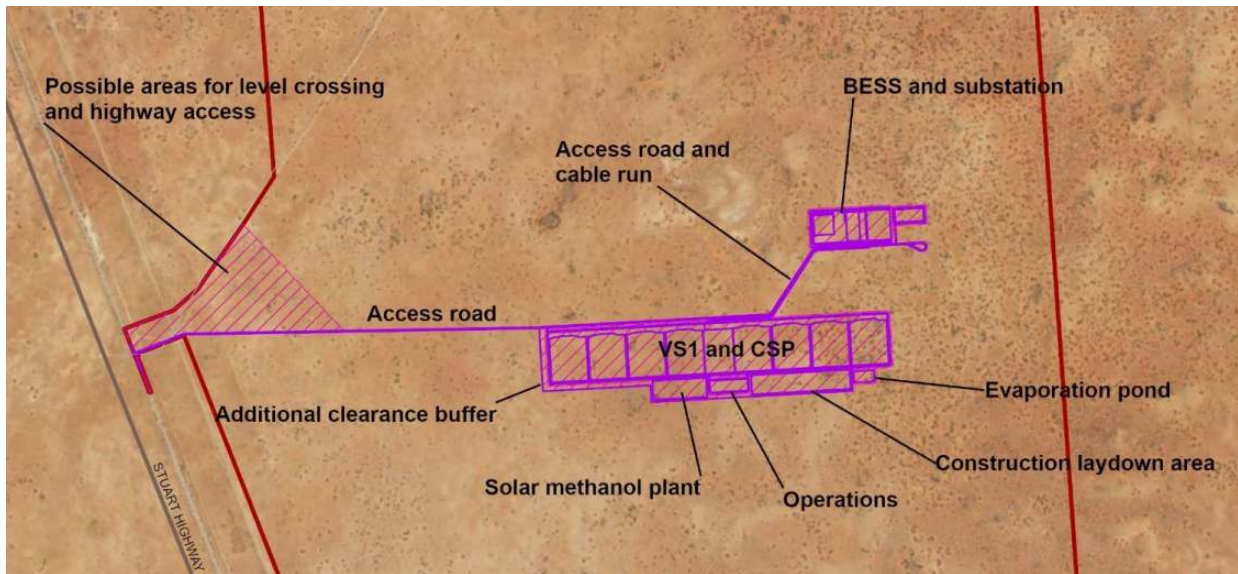 Possible areas for level crossing
and highway access
BESS and substation
Access road and
cable run
Access road
VS1 and CSP
Additional clearance buffer
Evaporation pond
Construction laydown area
Solar methanol plant
Operations
STUART HIGHWAY